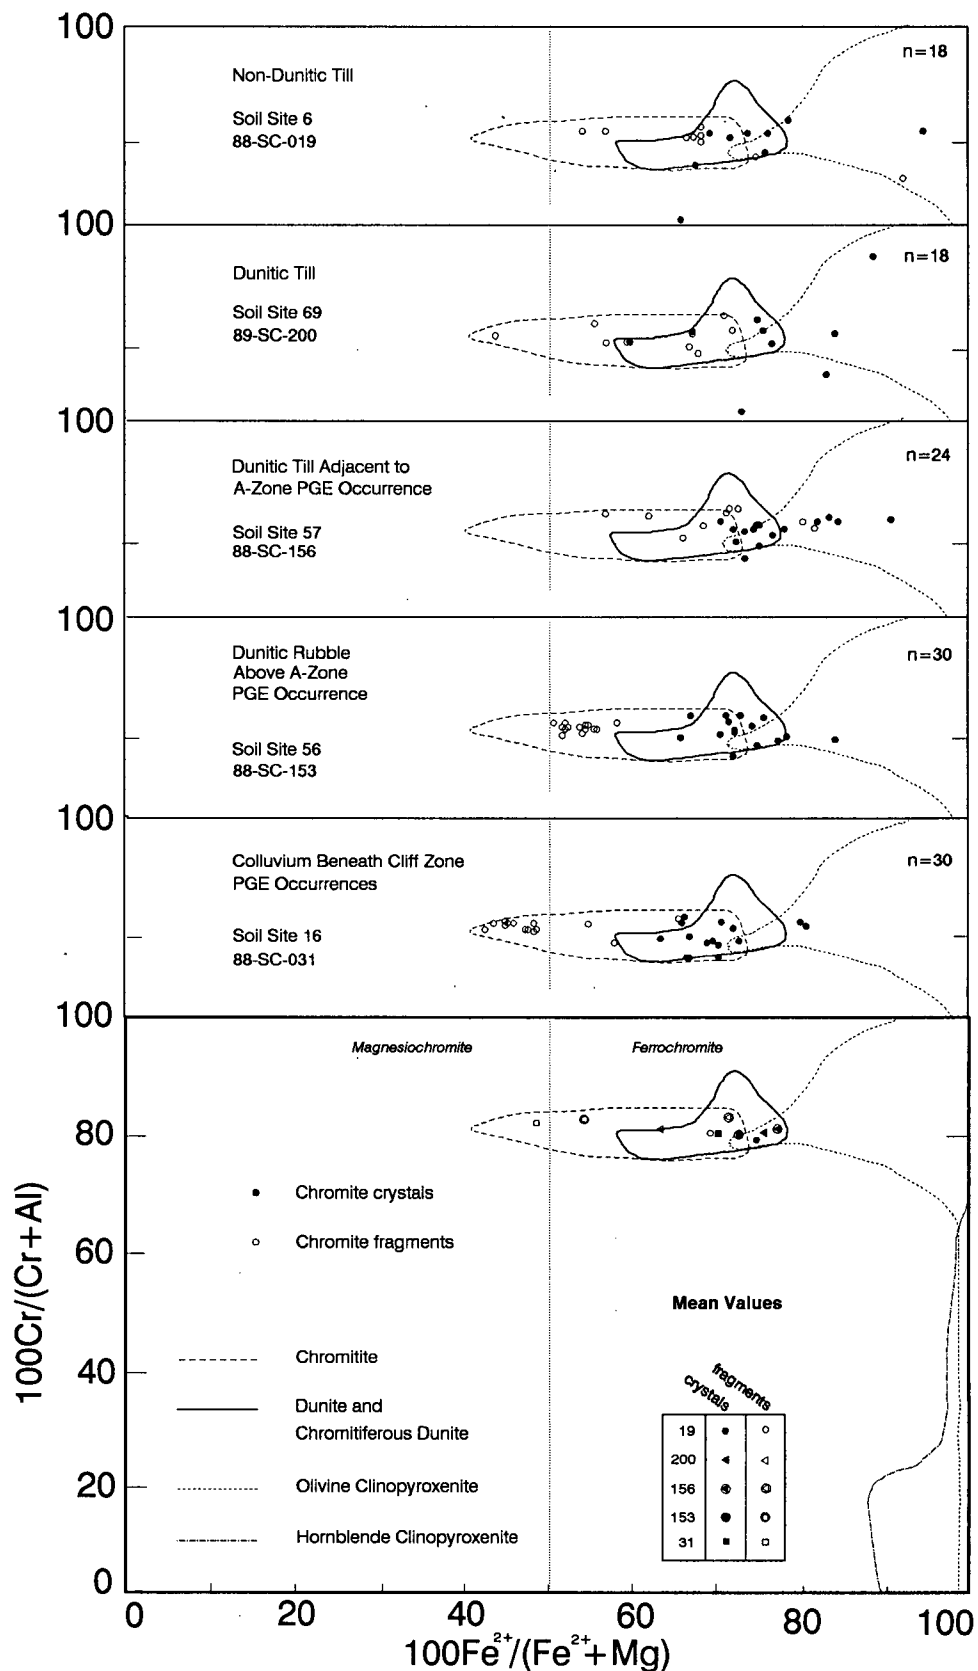 100
n=18
Non-Dunitic Till
Soil Site 6
88-SC-019
100
n=18
Dunitic Till
Soil Site 69
89-SC-200
100
n=24
Dunitic Till Adjacent to
A-Zone PGE Occurrence
Soil Site 57
88-SC-156
100
n=30
Dunitic Rubble
Above A-Zone
PGE Occurrence
Soil Site 56
88-SC-153
100
n=30
Colluvium Beneath Cliff Zone
PGE Occurrences
Soil Site 16
88-SC-031
100
Magnesiochromite
Ferrochromite
80
Chromite crystals
Chromite fragments
60
Mean Values
Chromitite
40
Dunite and
Chromitiferous Dunite
crystals
fragments
19
200
156
153
31
20
Olivine Clinopyroxenite
Hornblende Clinopyroxenite
0
100Cr/(Cr+Al)
0 20 40 60 80 100
100Fe²⁺/(Fe²⁺+Mg)